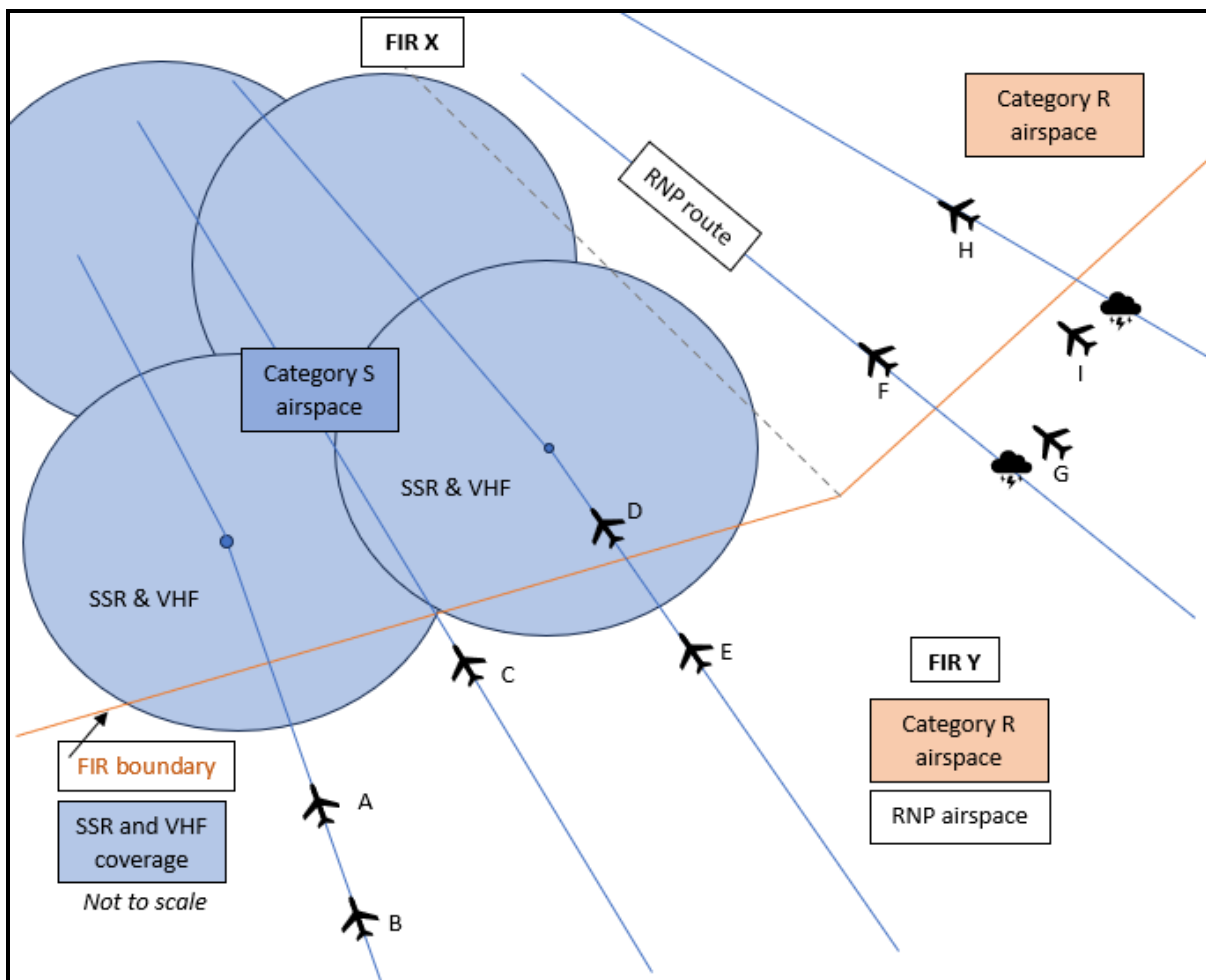 FIR X
Category R
airspace
RNP route
H
Category S
airspace
I
F
G
SSR & VHF
D
SSR & VHF
E
C
FIR Y
Category R
airspace
RNP airspace
FIR boundary
A
SSR and VHF
coverage
Not to scale
B